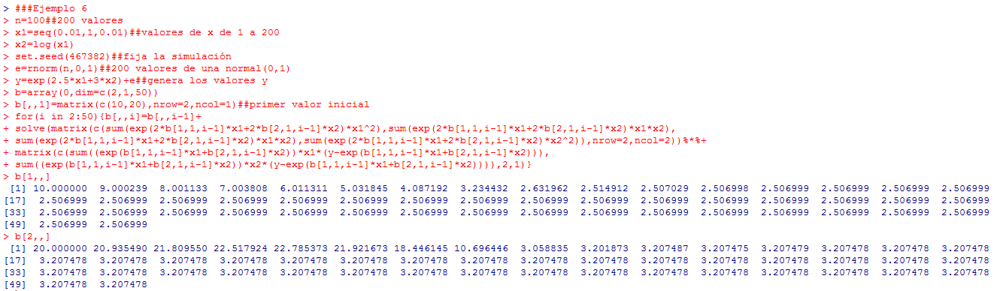 > ###Ejemplo 6
> n=100##200 valores
> x1=seq(0.01,1,0.01)##valores de x de 1 a 200
> x2=log(x1)
> set.seed(467382)##fija la simulación
> e=rnorm(n,0,1)##200 valores de una normal(0,1)
> y=exp(2.5*x1+3*x2)+e##genera los valores y
> b=array(0,dim=c(2,1,50))
> b[,,1]=matrix(c(10,20),nrow=2,ncol=1)##primer valor inicial
> for(i in 2:50){b[,,i]=b[,,i-1]+
+ solve(matrix(c(sum(exp(2*b[1,1,i-1]*x1+2*b[2,1,i-1]*x2)*x1^2),sum(exp(2*b[1,1,i-1]*x1+2*b[2,1,i-1]*x2)*x1*x2),
+ sum(exp(2*b[1,1,i-1]*x1+2*b[2,1,i-1]*x2)*x1*x2),sum(exp(2*b[1,1,i-1]*x1+2*b[2,1,i-1]*x2)*x2^2)),nrow=2,ncol=2))%*%+
+ matrix(c(sum((exp(b[1,1,i-1]*x1+b[2,1,i-1]*x2))*x1*(y-exp(b[1,1,i-1]*x1+b[2,1,i-1]*x2))),
+ sum((exp(b[1,1,i-1]*x1+b[2,1,i-1]*x2))*x2*(y-exp(b[1,1,i-1]*x1+b[2,1,i-1]*x2)))),2,1)}
> b[1,,]
[1] 10.000000 9.000239 8.001133 7.003808 6.011311 5.031845 4.087192 3.234432 2.631962 2.514912 2.507029 2.506998 2.506999 2.506999 2.506999 2.506999
[17] 2.506999 2.506999 2.506999 2.506999 2.506999 2.506999 2.506999 2.506999 2.506999 2.506999 2.506999 2.506999 2.506999 2.506999 2.506999 2.506999
[33] 2.506999 2.506999 2.506999 2.506999 2.506999 2.506999 2.506999 2.506999 2.506999 2.506999 2.506999 2.506999 2.506999 2.506999 2.506999 2.506999
[49] 2.506999 2.506999
> b[2,,]
[1] 20.000000 20.935490 21.809550 22.517924 22.785373 21.921673 18.446145 10.696446 3.058835 3.201873 3.207487 3.207475 3.207479 3.207478 3.207478 3.207478
[17] 3.207478 3.207478 3.207478 3.207478 3.207478 3.207478 3.207478 3.207478 3.207478 3.207478 3.207478 3.207478 3.207478 3.207478 3.207478 3.207478
[33] 3.207478 3.207478 3.207478 3.207478 3.207478 3.207478 3.207478 3.207478 3.207478 3.207478 3.207478 3.207478 3.207478 3.207478 3.207478 3.207478
[49] 3.207478 3.207478